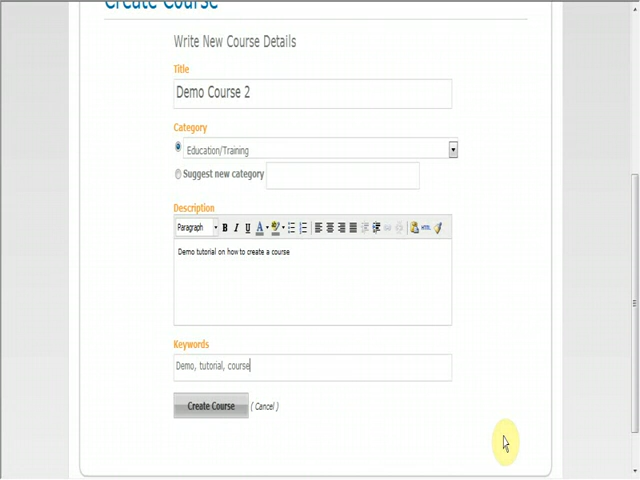 Create Course
Write New Course Details
Title
Demo Course 2
Category
Education/Training
Suggest new category
Description
Paragraph B I U A HTML
Demo tutorial on how to create a course
Keywords
Demo, tutorial, course
Create Course ( Cancel )